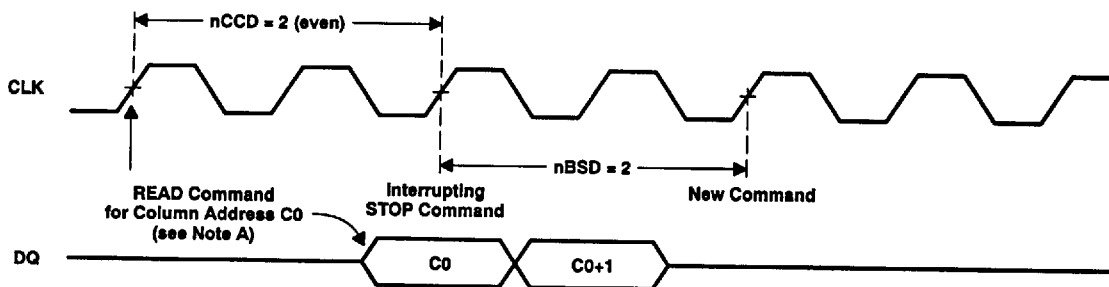 nCCD = 2 (even)
CLK
nBSD = 2
READ Command
for Column Address C0
(see Note A)
Interrupting
STOP Command
New Command
DQ
C0
C0+1